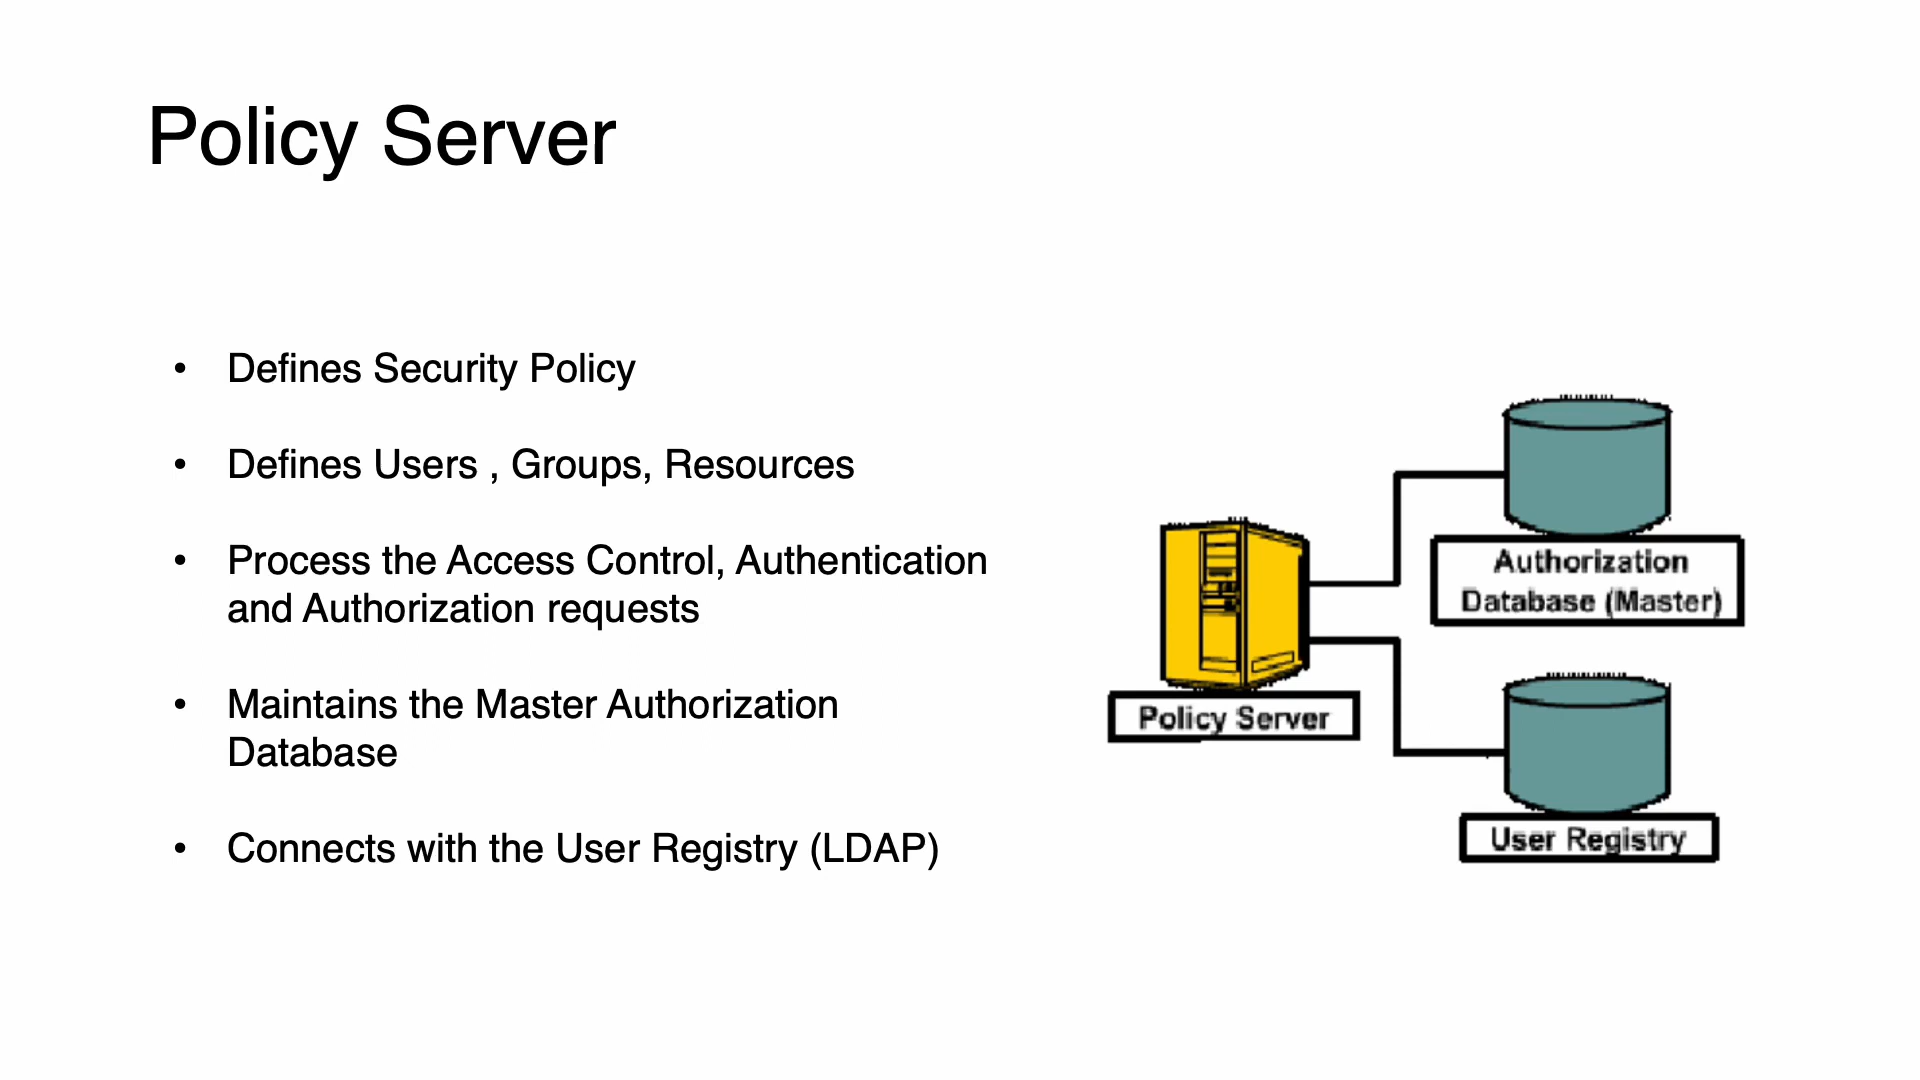 Policy Server
• Defines Security Policy
• Defines Users , Groups, Resources
• Process the Access Control, Authentication
and Authorization requests
• Maintains the Master Authorization
Database
• Connects with the User Registry (LDAP)
Authorization
Database (Master)
Policy Server
User Registry